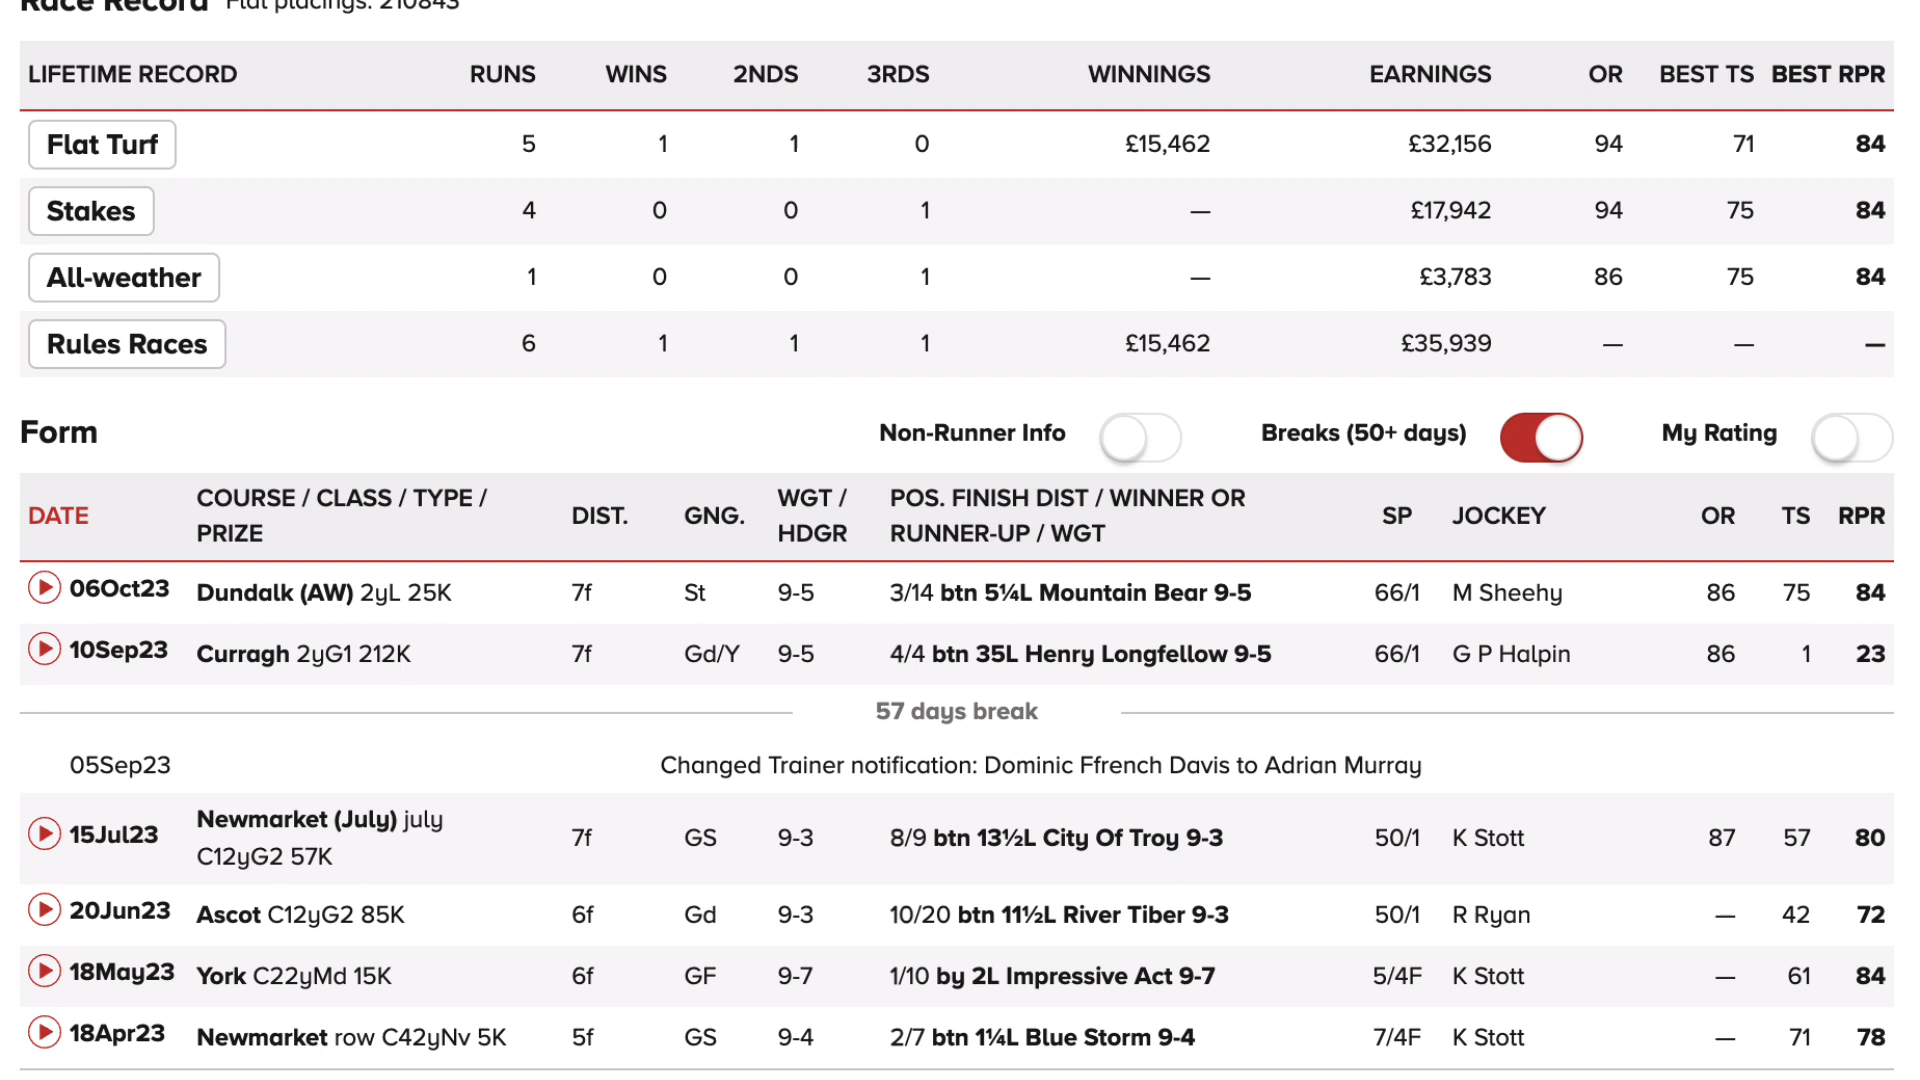 Race Record Flat placings: 210843
LIFETIME RECORD RUNS WINS 2NDS 3RDS WINNINGS EARNINGS OR BEST TS BEST RPR
Flat Turf 5 1 1 0 £15,462 £32,156 94 71 84
Stakes 4 0 0 1 — £17,942 94 75 84
All-weather 1 0 0 1 — £3,783 86 75 84
Rules Races 6 1 1 1 £15,462 £35,939 — — —
Form Non-Runner Info Breaks (50+ days) My Rating
DATE COURSE / CLASS / TYPE / PRIZE DIST. GNG. WGT / HDGR POS. FINISH DIST / WINNER OR RUNNER-UP / WGT SP JOCKEY OR TS RPR
06Oct23 Dundalk (AW) 2yL 25K 7f St 9-5 3/14 btn 5¼L Mountain Bear 9-5 66/1 M Sheehy 86 75 84
10Sep23 Curragh 2yG1 212K 7f Gd/Y 9-5 4/4 btn 35L Henry Longfellow 9-5 66/1 G P Halpin 86 1 23
57 days break
05Sep23 Changed Trainer notification: Dominic Ffrench Davis to Adrian Murray
15Jul23 Newmarket (July) july C12yG2 57K 7f GS 9-3 8/9 btn 13½L City Of Troy 9-3 50/1 K Stott 87 57 80
20Jun23 Ascot C12yG2 85K 6f Gd 9-3 10/20 btn 11½L River Tiber 9-3 50/1 R Ryan — 42 72
18May23 York C22yMd 15K 6f GF 9-7 1/10 by 2L Impressive Act 9-7 5/4F K Stott — 61 84
18Apr23 Newmarket row C42yNv 5K 5f GS 9-4 2/7 btn 1¼L Blue Storm 9-4 7/4F K Stott — 71 78